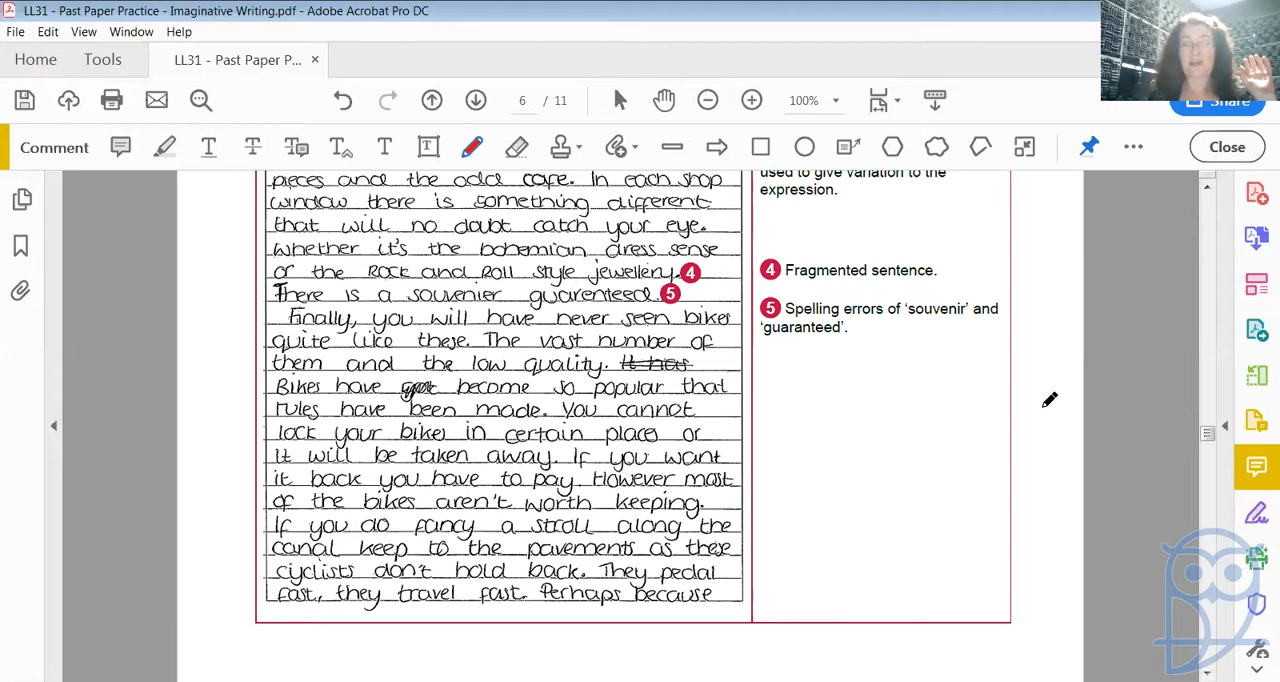 LL31 - Past Paper Practice - Imaginative Writing.pdf - Adobe Acrobat Pro DC
File Edit View Window Help
Home Tools LL31 - Past Paper P... ×
6 / 11 100% Share
Comment Close
pieces and the odd cafe. In each shop
window there is something different
that will no doubt catch your eye.
Whether it's the bohemian dress sense
or the Rock and Roll style jewellery. 4
There is a souvenier guarenteed. 5
Finally, you will have never seen bikes
quite like these. The vast number of
them and the low quality. It has
Bikes have become so popular that
rules have been made. You cannot
lock your bikes in certain places or
it will be taken away. If you want
it back you have to pay. However most
of the bikes aren't worth keeping.
If you do fancy a stroll along the
canal keep to the pavements as these
cyclists don't hold back. They pedal
fast, they travel fast. Perhaps because
used to give variation to the
expression.
4 Fragmented sentence.
5 Spelling errors of 'souvenir' and
'guaranteed'.